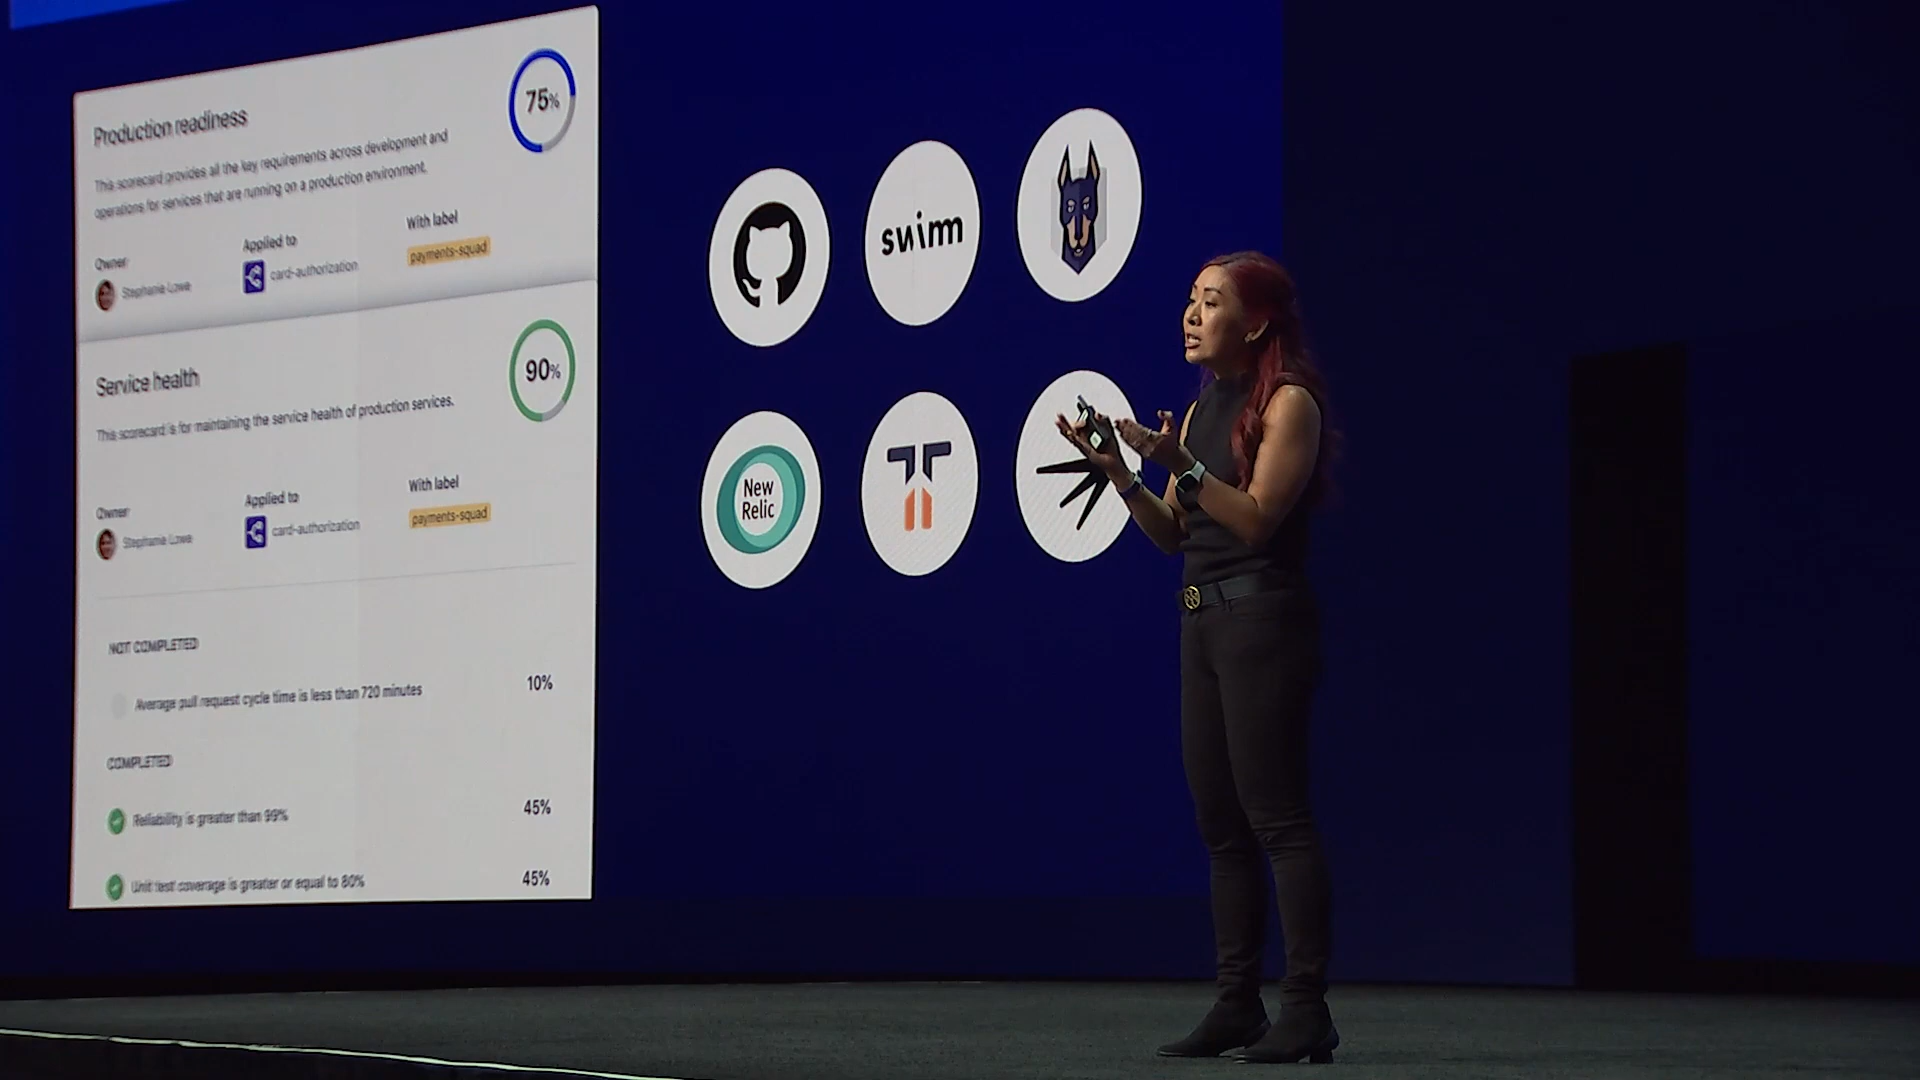 Production readiness
75%
This scorecard provides all the key requirements across development and
operations for services that are running on a production environment.
Owner
Applied to
With label
Stephanie Lowe
card-authorization
payments-squad
Service health
90%
This scorecard is for maintaining the service health of production services.
Owner
Applied to
With label
Stephanie Lowe
card-authorization
payments-squad
NOT COMPLETED
Average pull request cycle time is less than 720 minutes
10%
COMPLETED
Reliability is greater than 99%
45%
Unit test coverage is greater or equal to 80%
45%
swimm
New
Relic